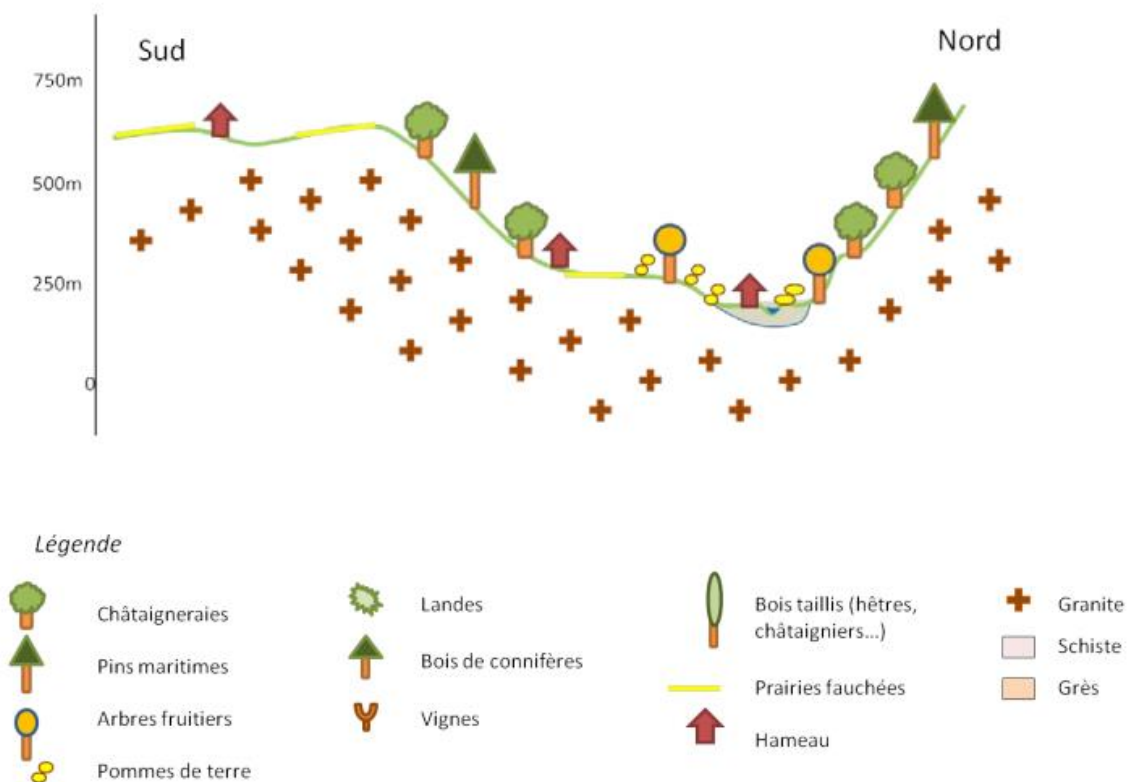 Sud
Nord
750m
500m
250m
0
Légende
Châtaigneraies
Pins maritimes
Arbres fruitiers
Pommes de terre
Landes
Bois de connifères
Vignes
Bois taillis (hêtres,
châtaigniers...)
Prairies fauchées
Hameau
Granite
Schiste
Grès